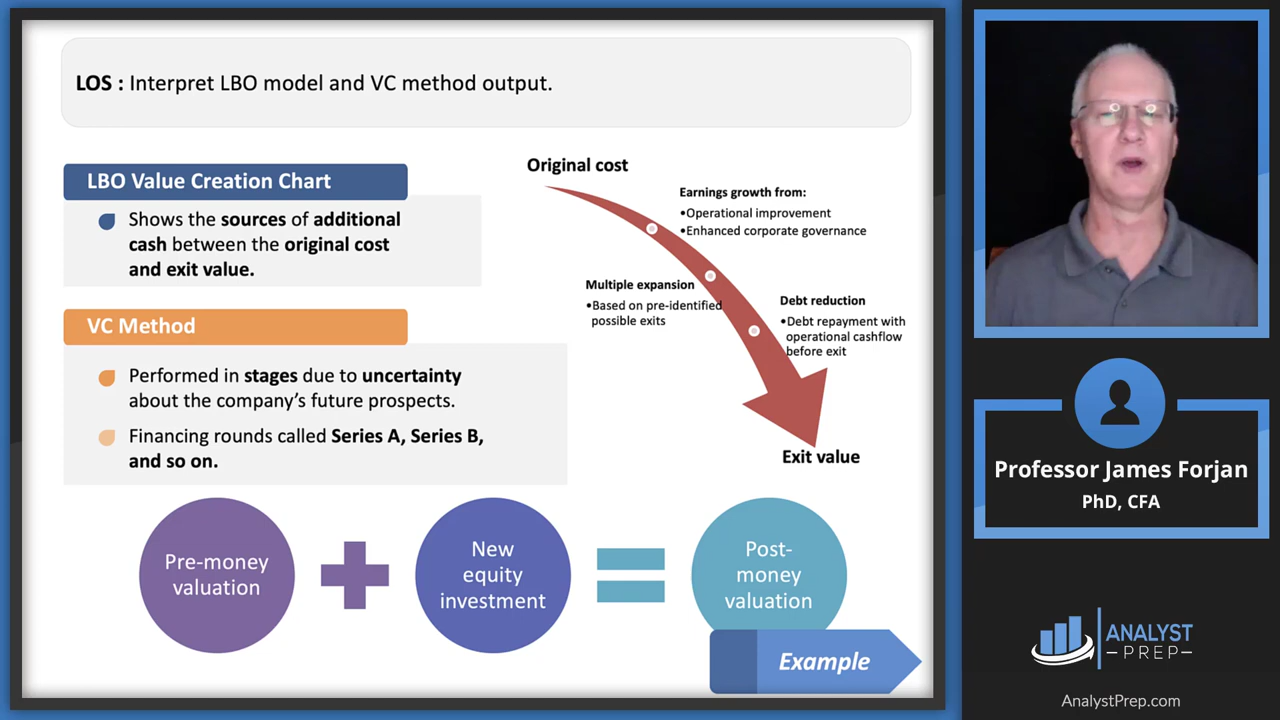 LOS : Interpret LBO model and VC method output.
LBO Value Creation Chart
Shows the sources of additional
cash between the original cost
and exit value.
VC Method
Performed in stages due to uncertainty
about the company's future prospects.
Financing rounds called Series A, Series B,
and so on.
Original cost
Earnings growth from:
•Operational improvement
•Enhanced corporate governance
Multiple expansion
•Based on pre-identified
possible exits
Debt reduction
•Debt repayment with
operational cashflow
before exit
Exit value
Pre-money
valuation
New
equity
investment
Post-
money
valuation
Example
Professor James Forjan
PhD, CFA
ANALYST
PREP
AnalystPrep.com